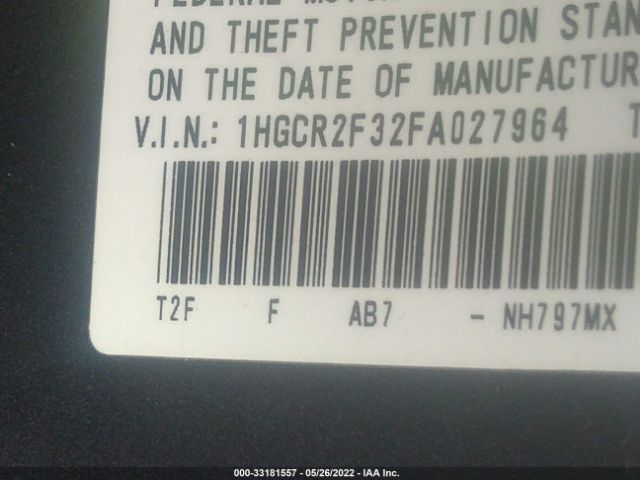 AND THEFT PREVENTION STAN
ON THE DATE OF MANUFACTUR
V.I.N.: 1HGCR2F32FA027964 T
T2F F AB7 - NH797MX
000-33181557 - 05/26/2022 - IAA Inc.